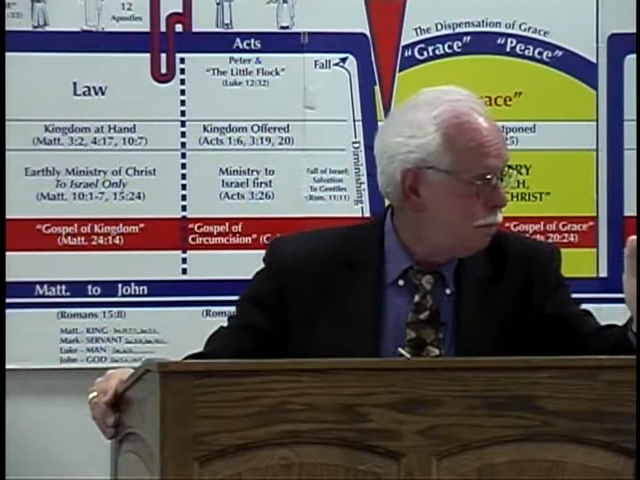 12
Apostles
The Dispensation of Grace
"Grace" "Peace"
Acts
Law
Peter &
"The Little Flock"
(Luke 12:32)
Fall
Kingdom at Hand
(Matt. 3:2, 4:17, 10:7)
Kingdom Offered
(Acts 1:6, 3:19, 20)
Diminishing
Earthly Ministry of Christ
To Israel Only
(Matt. 10:1-7, 15:24)
Ministry to
Israel first
(Acts 3:26)
Fall of Israel
Salvation
To Gentiles
(Rom. 11:11)
CHRIST"
"Gospel of Kingdom"
(Matt. 24:14)
"Gospel of
Circumcision"
Gospel of Grace"
Acts 20:24)
Matt. to John
(Romans 15:8)
Matt.- KING
Mark- SERVANT
Luke - MAN
John - GOD